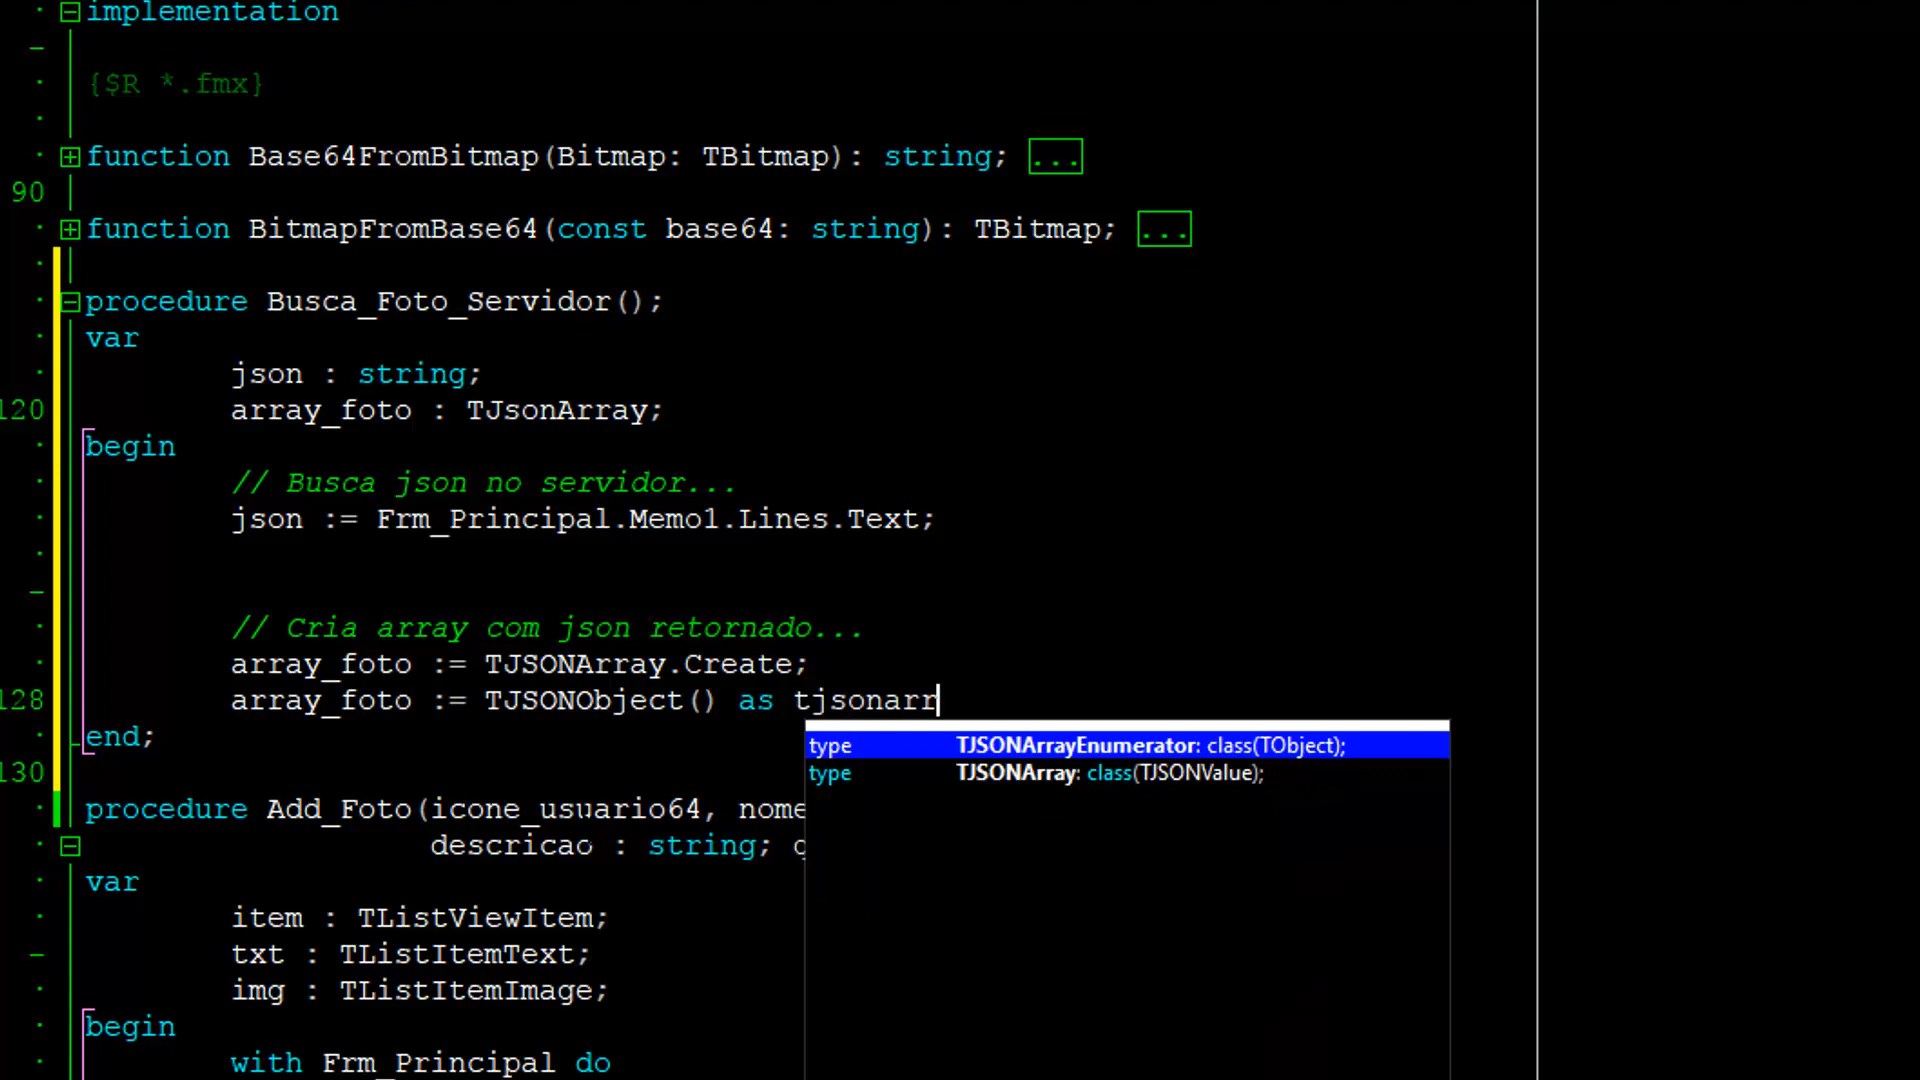 implementation
{$R *.fmx}
function Base64FromBitmap(Bitmap: TBitmap): string; ...
90
function BitmapFromBase64(const base64: string): TBitmap; ...
procedure Busca_Foto_Servidor();
var
json : string;
120 array_foto : TJsonArray;
begin
// Busca json no servidor...
json := Frm_Principal.Memo1.Lines.Text;
// Cria array com json retornado...
array_foto := TJSONArray.Create;
128 array_foto := TJSONObject() as tjsonarr
end;
type TJSONArrayEnumerator: class(TObject);
type TJSONArray: class(TJSONValue);
130
procedure Add_Foto(icone_usuario64, nome
descricao : string;
var
item : TListViewItem;
txt : TListItemText;
img : TListItemImage;
begin
with Frm_Principal do